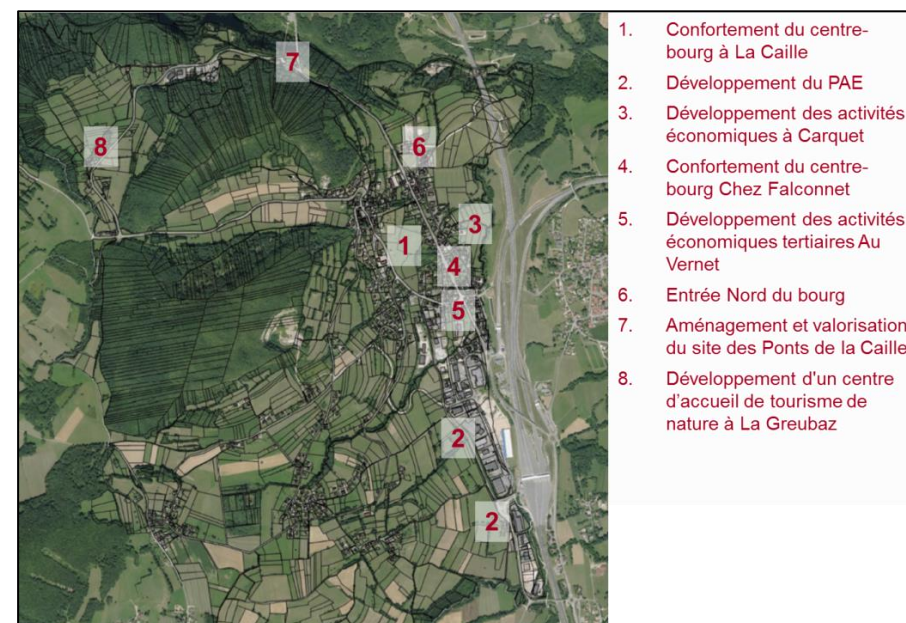 7
8
6
3
1
4
5
2
2
1. Confortement du centre-
bourg à La Caille
2. Développement du PAE
3. Développement des activités
économiques à Carquet
4. Confortement du centre-
bourg Chez Falconnet
5. Développement des activités
économiques tertiaires Au
Vernet
6. Entrée Nord du bourg
7. Aménagement et valorisation
du site des Ponts de la Caille
8. Développement d'un centre
d’accueil de tourisme de
nature à La Greubaz